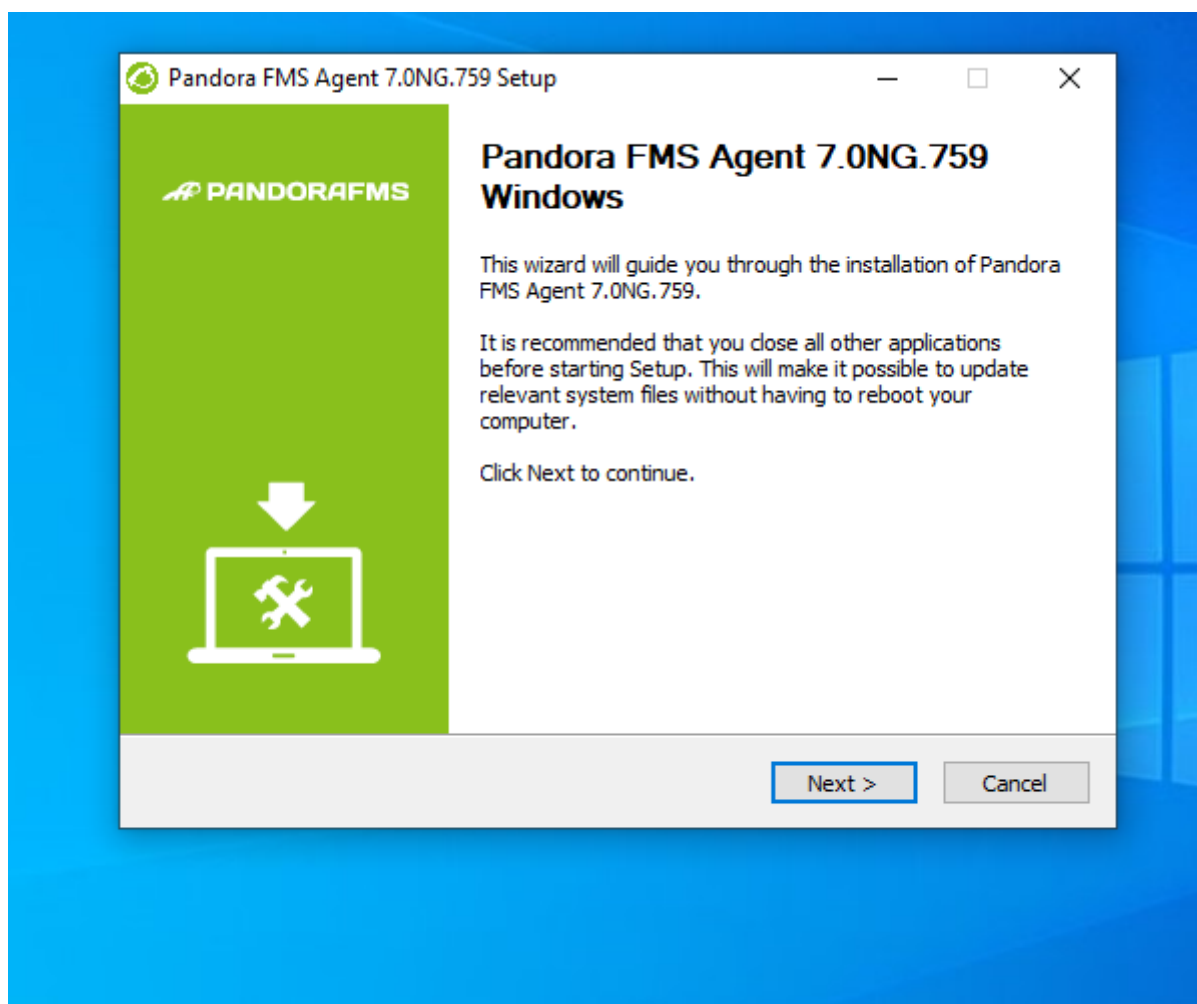 Pandora FMS Agent 7.0NG.759 Setup
PANDORAFMS
Pandora FMS Agent 7.0NG.759
Windows
This wizard will guide you through the installation of Pandora
FMS Agent 7.0NG.759.
It is recommended that you close all other applications
before starting Setup. This will make it possible to update
relevant system files without having to reboot your
computer.
Click Next to continue.
Next >
Cancel